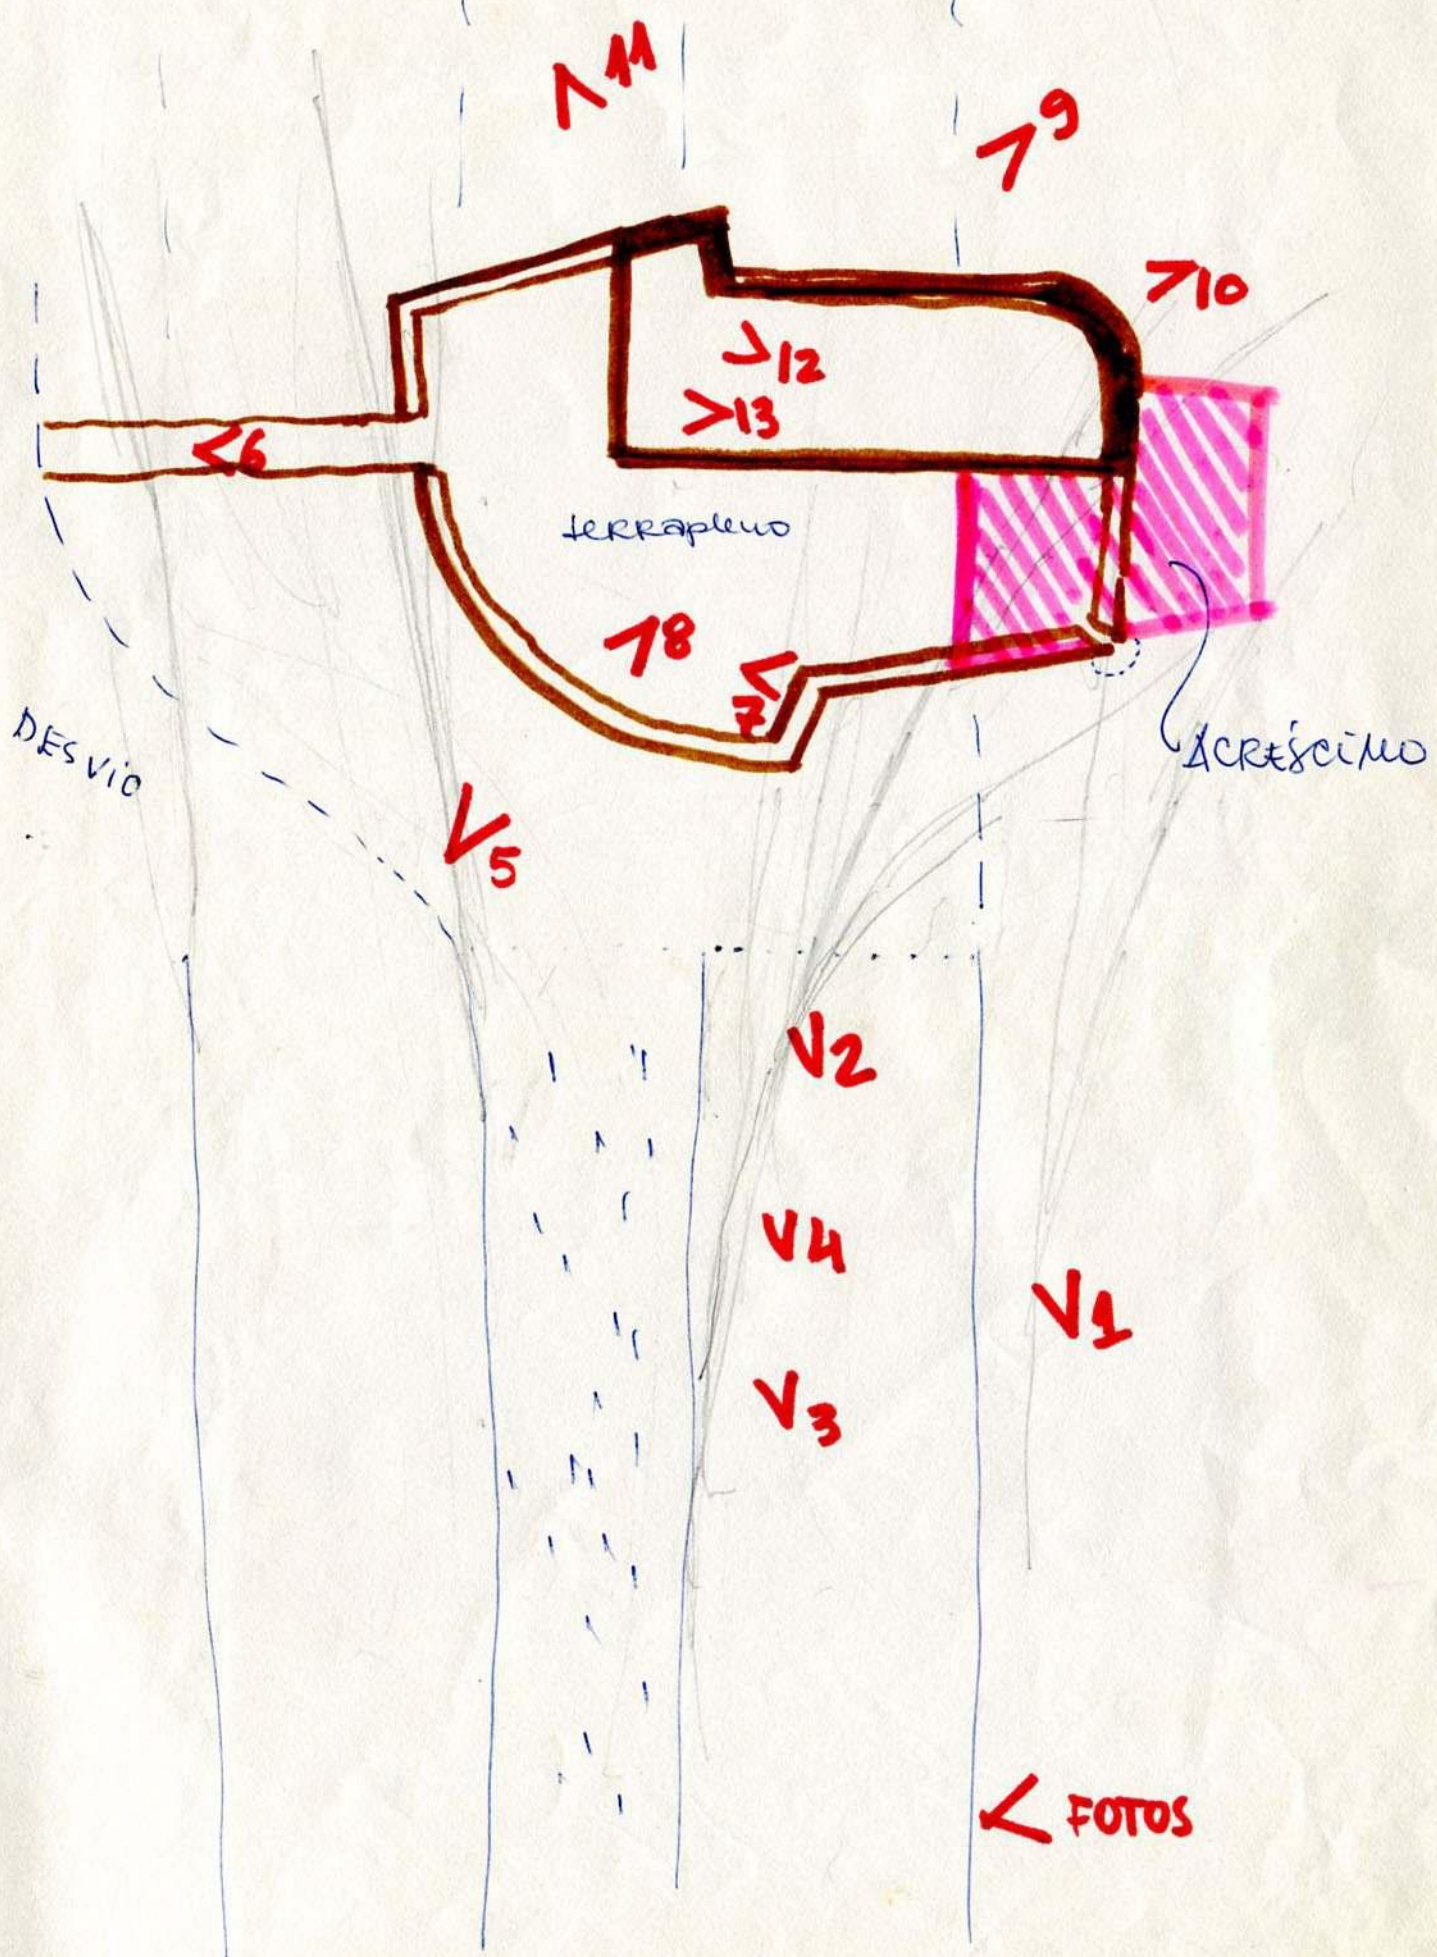 Λ 11
9
>10
>12
>13
<6
terrapleno
8
<
7
DESVIO
ACRÉSCIMO
V5
V2
V4
V1
V3
< FOTOS